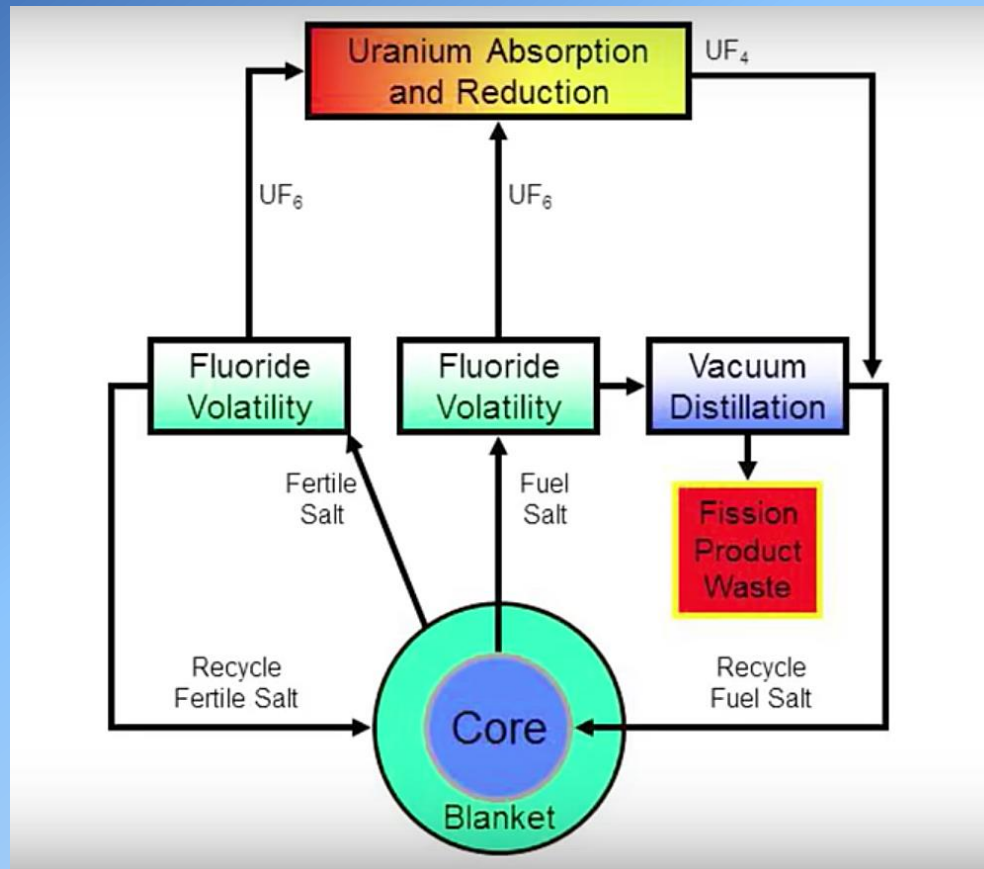 Uranium Absorption
and Reduction
UF₄
UF₆
UF₆
Fluoride
Volatility
Fluoride
Volatility
Vacuum
Distillation
Fertile
Salt
Fuel
Salt
Fission
Product
Waste
Recycle
Fertile Salt
Recycle
Fuel Salt
Core
Blanket